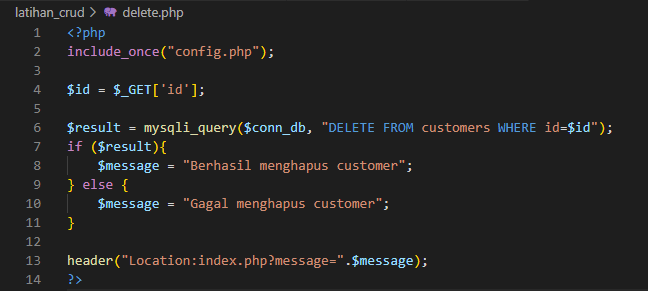 latihan_crud > delete.php
1 <?php
2 include_once("config.php");
3
4 $id = $_GET['id'];
5
6 $result = mysqli_query($conn_db, "DELETE FROM customers WHERE id=$id");
7 if ($result){
8 $message = "Berhasil menghapus customer";
9 } else {
10 $message = "Gagal menghapus customer";
11 }
12
13 header("Location:index.php?message=".$message);
14 ?>